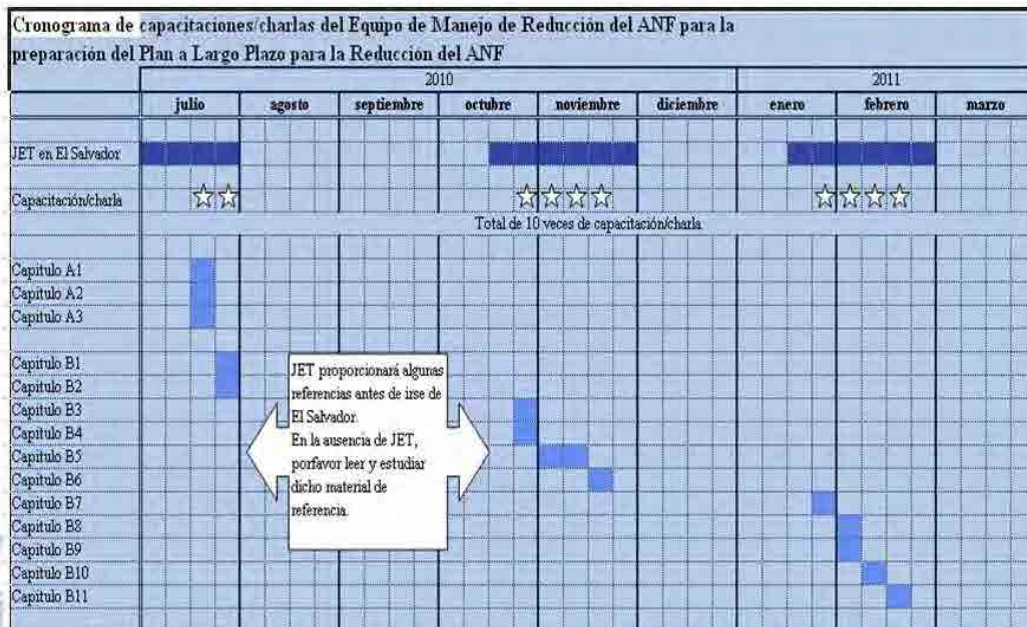 Cronograma de capacitaciones/charlas del Equipo de Manejo de Reducción del ANF para la
preparación del Plan a Largo Plazo para la Reducción del ANF
2010 2011
julio agosto septiembre octubre noviembre diciembre enero febrero marzo
JET en El Salvador
Capacitación/charla
Total de 10 veces de capacitación/charla
Capitulo A1
Capitulo A2
Capitulo A3
Capitulo B1
Capitulo B2
Capitulo B3
Capitulo B4
Capitulo B5
Capitulo B6
Capitulo B7
Capitulo B8
Capitulo B9
Capitulo B10
Capitulo B11
JET proporcionará algunas
referencias antes de irse de
El Salvador.
En la ausencia de JET,
porfavor leer y estudiar
dicho material de
referencia.